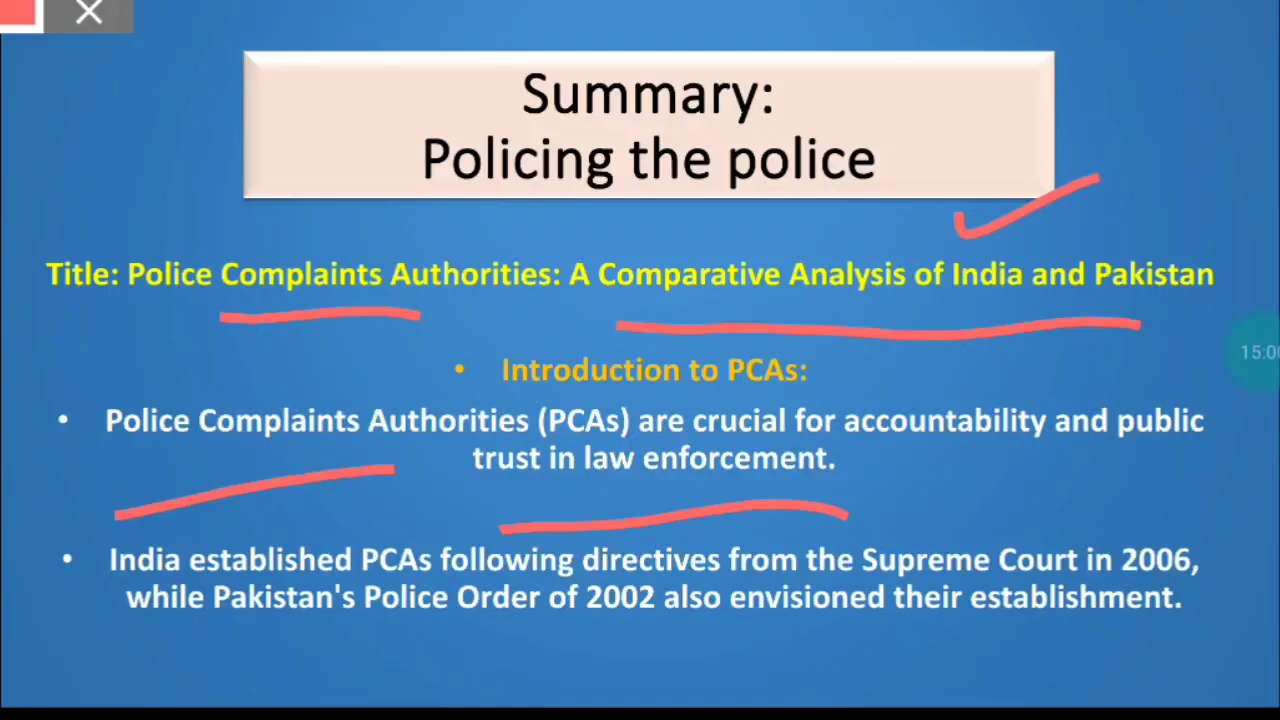 Summary:
Policing the police
Title: Police Complaints Authorities: A Comparative Analysis of India and Pakistan
• Introduction to PCAs:
• Police Complaints Authorities (PCAs) are crucial for accountability and public
trust in law enforcement.
15:00
• India established PCAs following directives from the Supreme Court in 2006,
while Pakistan's Police Order of 2002 also envisioned their establishment.